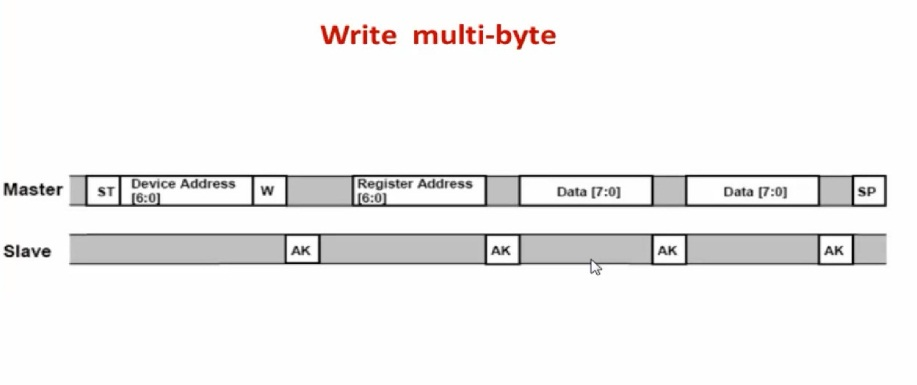 Write multi-byte
Master ST Device Address [6:0] W Register Address [6:0] Data [7:0] Data [7:0] SP
Slave AK AK AK AK